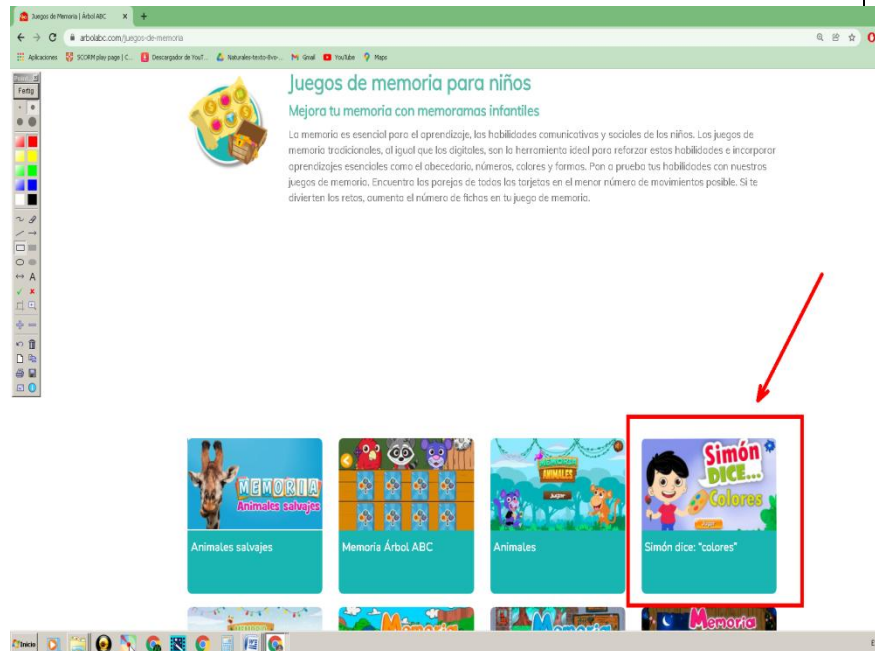 Juegos de Memoria | Árbol ABC
arbolabc.com/juegos-de-memoria
Aplicaciones SCORM play page | C... Descargador de YouT... Naturales-texto-8vo-... Gmail YouTube Maps
Fertig
A
Juegos de memoria para niños
Mejora tu memoria con memoramas infantiles
La memoria es esencial para el aprendizaje, las habilidades comunicativas y sociales de los niños. Los juegos de
memoria tradicionales, al igual que los digitales, son la herramienta ideal para reforzar estas habilidades e incorporar
aprendizajes esenciales como el abecedario, números, colores y formas. Pon a prueba tus habilidades con nuestros
juegos de memoria. Encuentra las parejas de todas las tarjetas en el menor número de movimientos posible. Si te
divierten los retos, aumenta el número de fichas en tu juego de memoria.
MEMORIA
Animales salvajes
Animales salvajes
Memoria Árbol ABC
MEMORIA
ANIMALES
Jugar
Animales
Simón
DICE...
Colores
Simón dice: "colores"
Memoria
Memoria
Memoria
Inicio